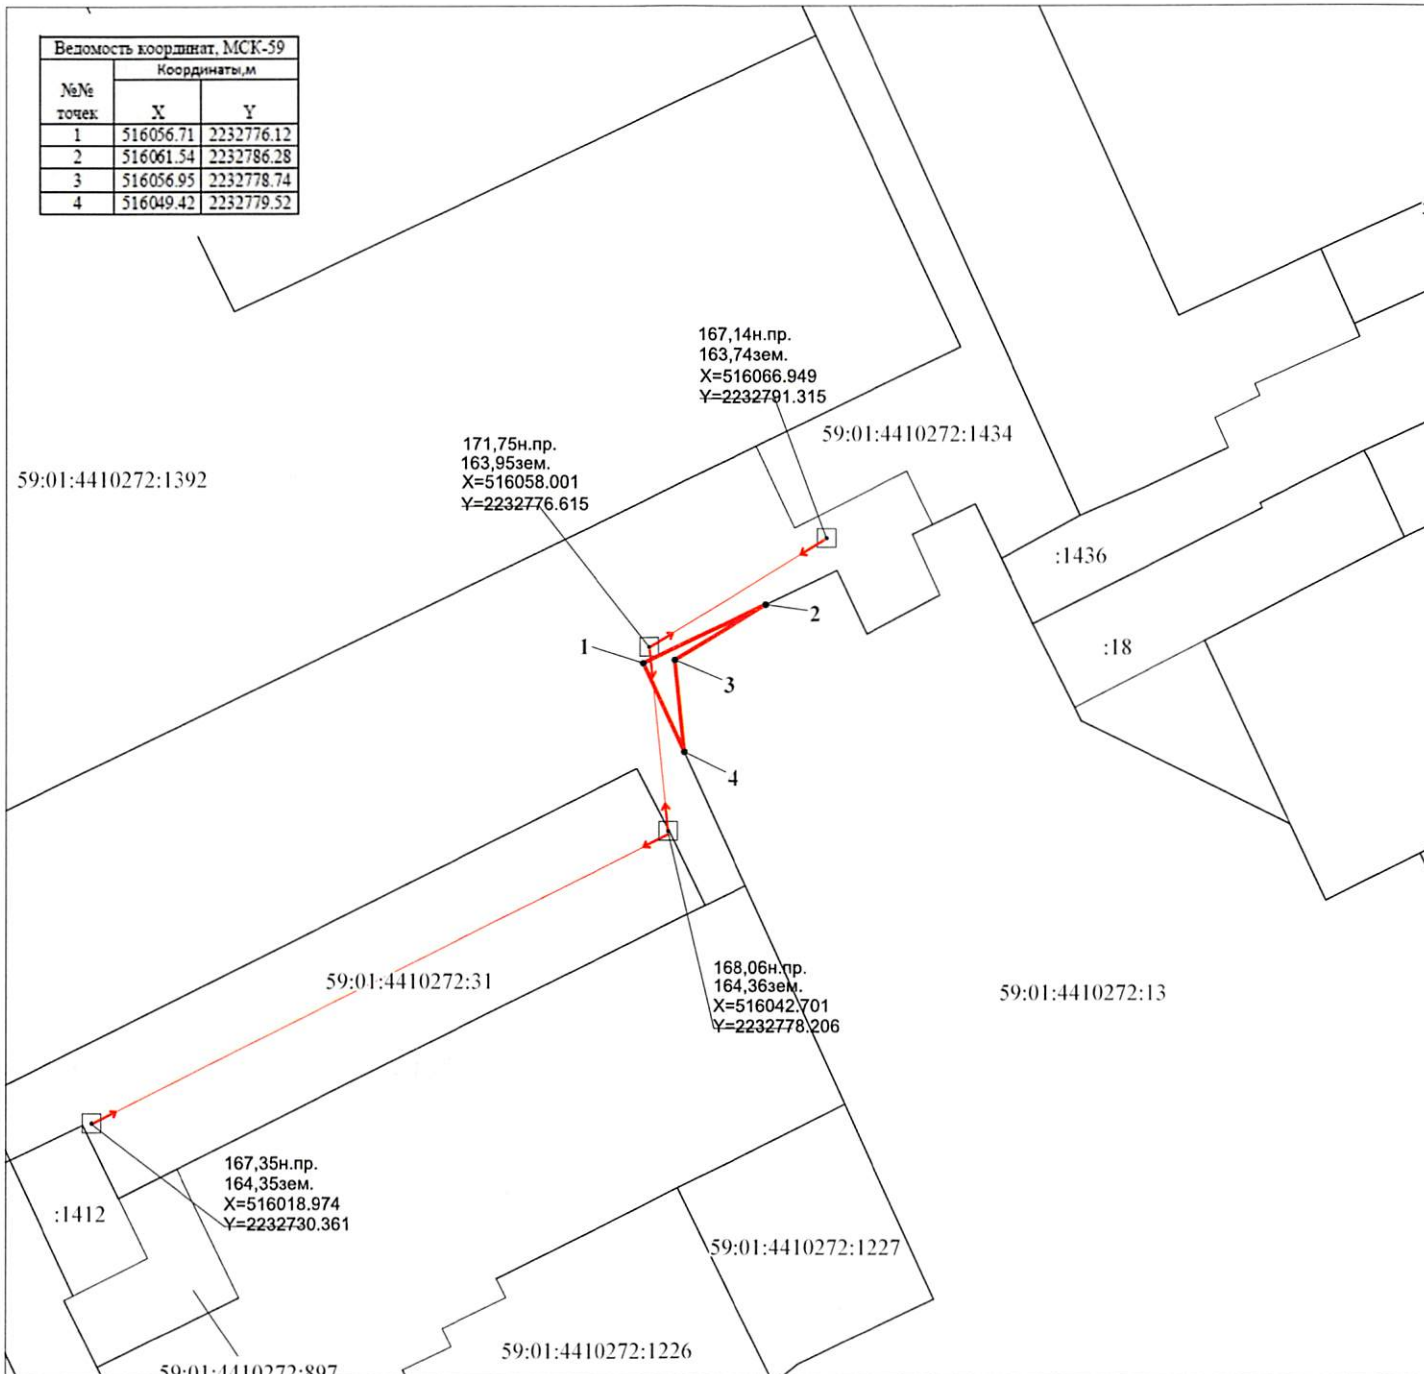 Ведомость координат, МСК-59
№№ точек
Координаты,м
X Y
1 516056.71 2232776.12
2 516061.54 2232786.28
3 516056.95 2232778.74
4 516049.42 2232779.52
167,14н.пр.
163,74зем.
X=516066.949
Y=2232791.315
59:01:4410272:1434
171,75н.пр.
163,95зем.
X=516058.001
Y=2232776.615
59:01:4410272:1392
:1436
2
1
:18
3
4
168,06н.пр.
164,36зем.
X=516042.701
Y=2232778.206
59:01:4410272:31
59:01:4410272:13
167,35н.пр.
164,35зем.
X=516018.974
Y=2232730.361
:1412
59:01:4410272:1227
59:01:4410272:1226
59:01:4410272:897